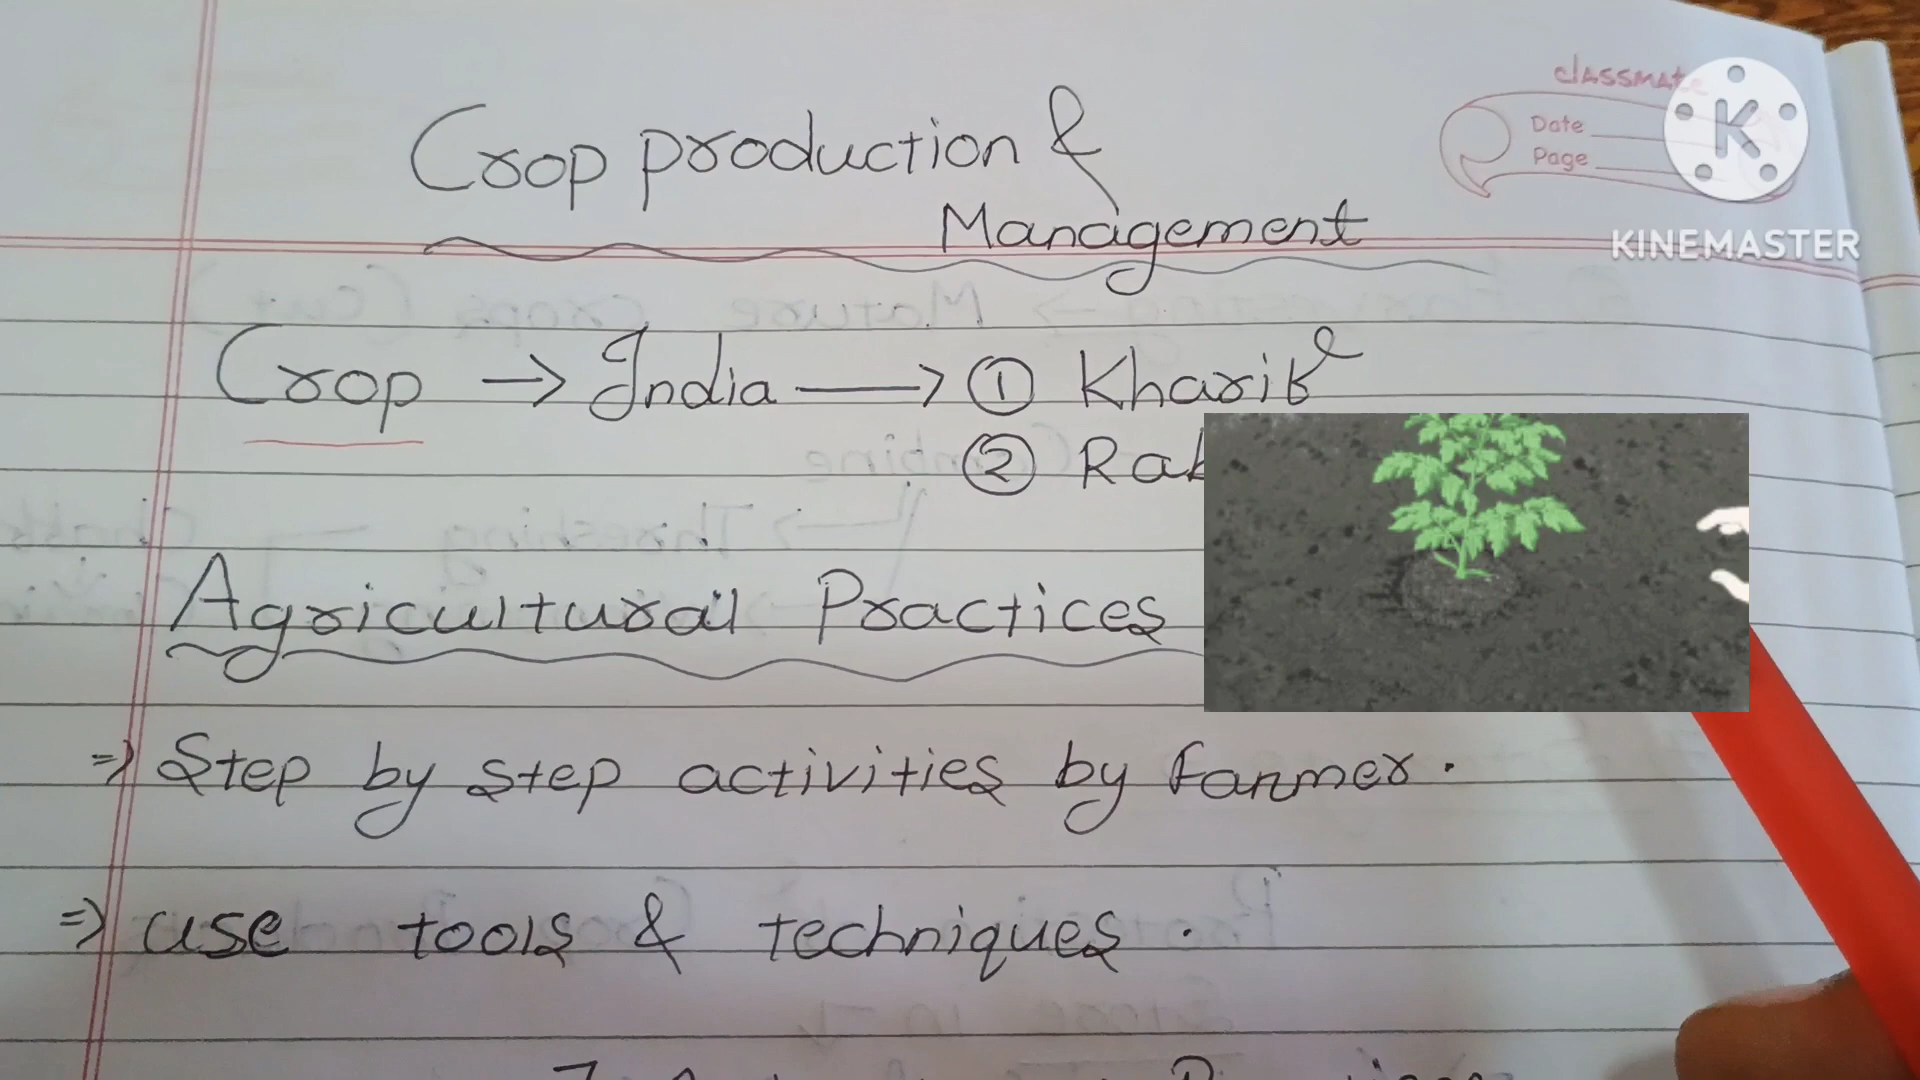 classmate
Date
Page
KINEMASTER
Crop production &
Management
Crop → India → ① Kharif
② Rab
Agricultural Practices
⇒ Step by step activities by farmer.
⇒ use tools & techniques.